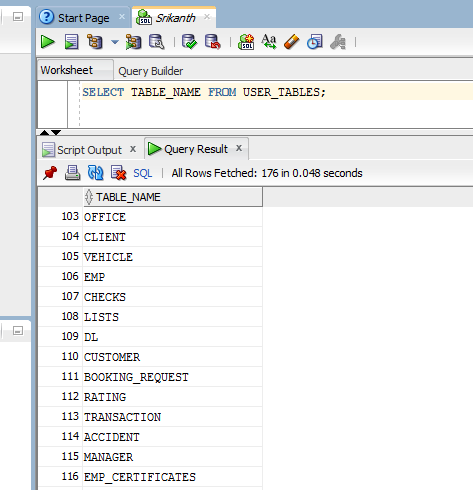 Start Page × Srikanth ×
Worksheet Query Builder
SELECT TABLE_NAME FROM USER_TABLES;
Script Output x Query Result x
SQL | All Rows Fetched: 176 in 0.048 seconds
TABLE_NAME
103 OFFICE
104 CLIENT
105 VEHICLE
106 EMP
107 CHECKS
108 LISTS
109 DL
110 CUSTOMER
111 BOOKING_REQUEST
112 RATING
113 TRANSACTION
114 ACCIDENT
115 MANAGER
116 EMP_CERTIFICATES